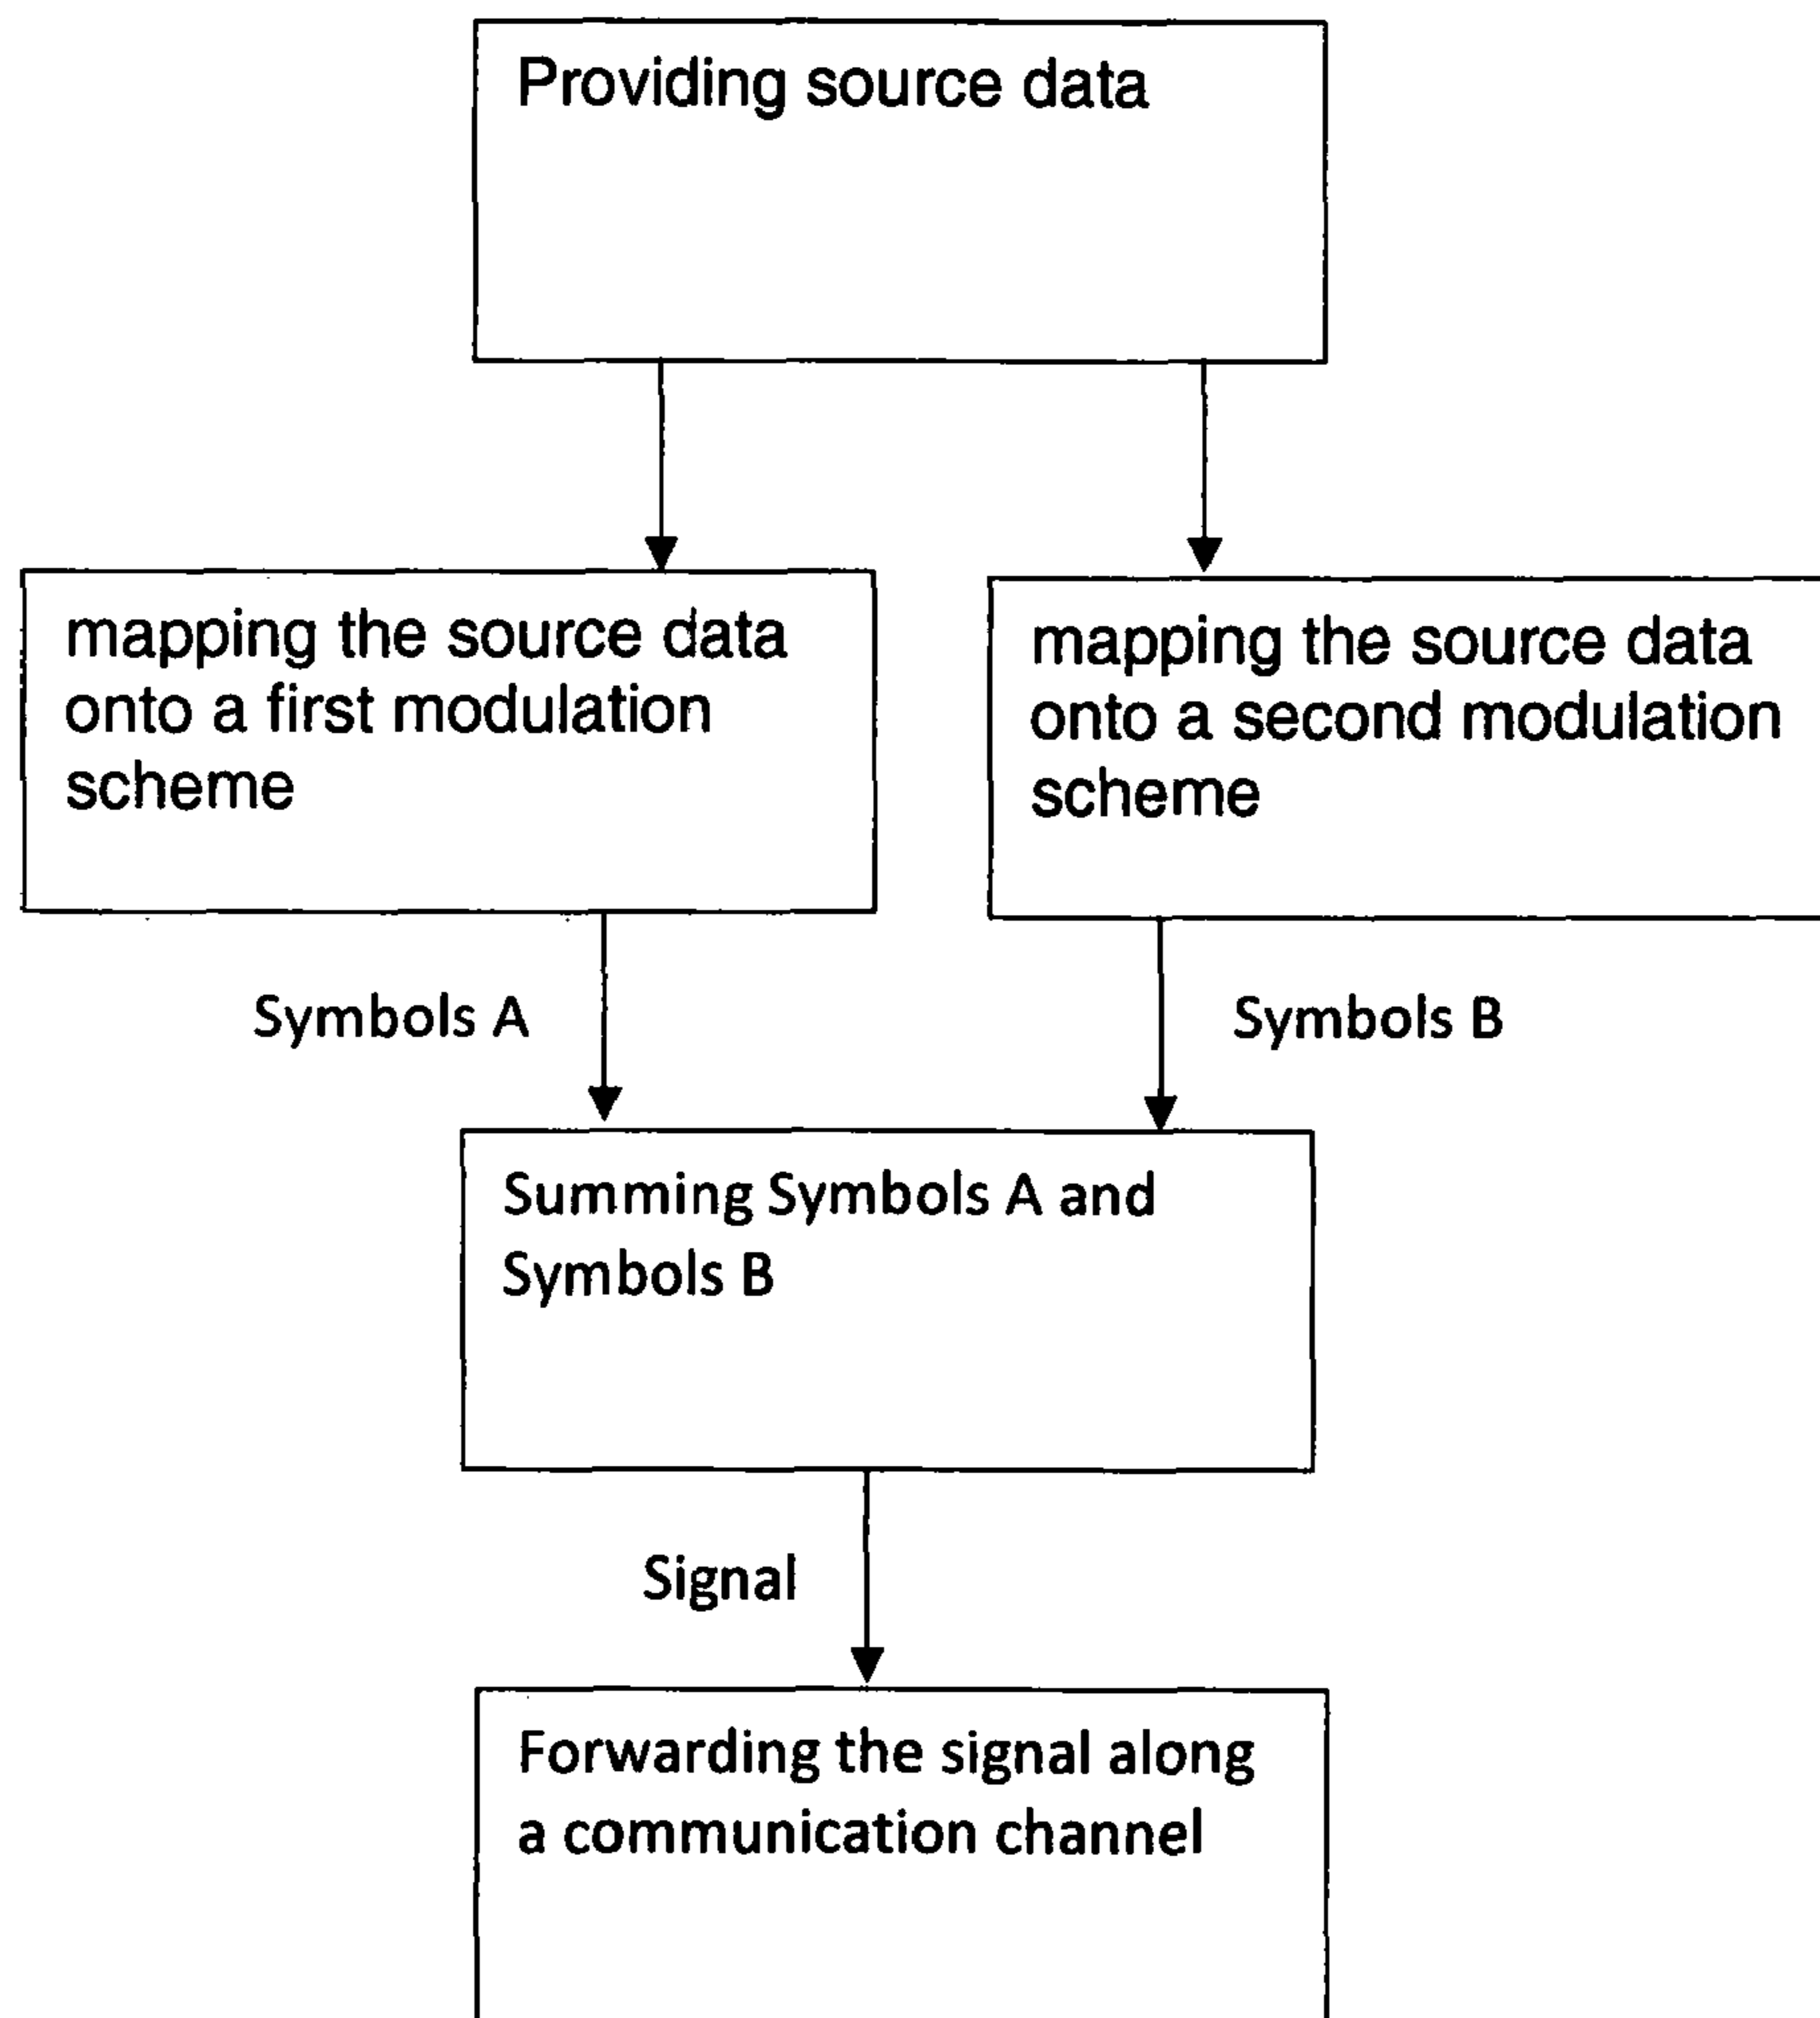 Providing source data
mapping the source data
onto a first modulation
scheme
mapping the source data
onto a second modulation
scheme
Symbols A
Symbols B
Summing Symbols A and
Symbols B
Signal
Forwarding the signal along
a communication channel